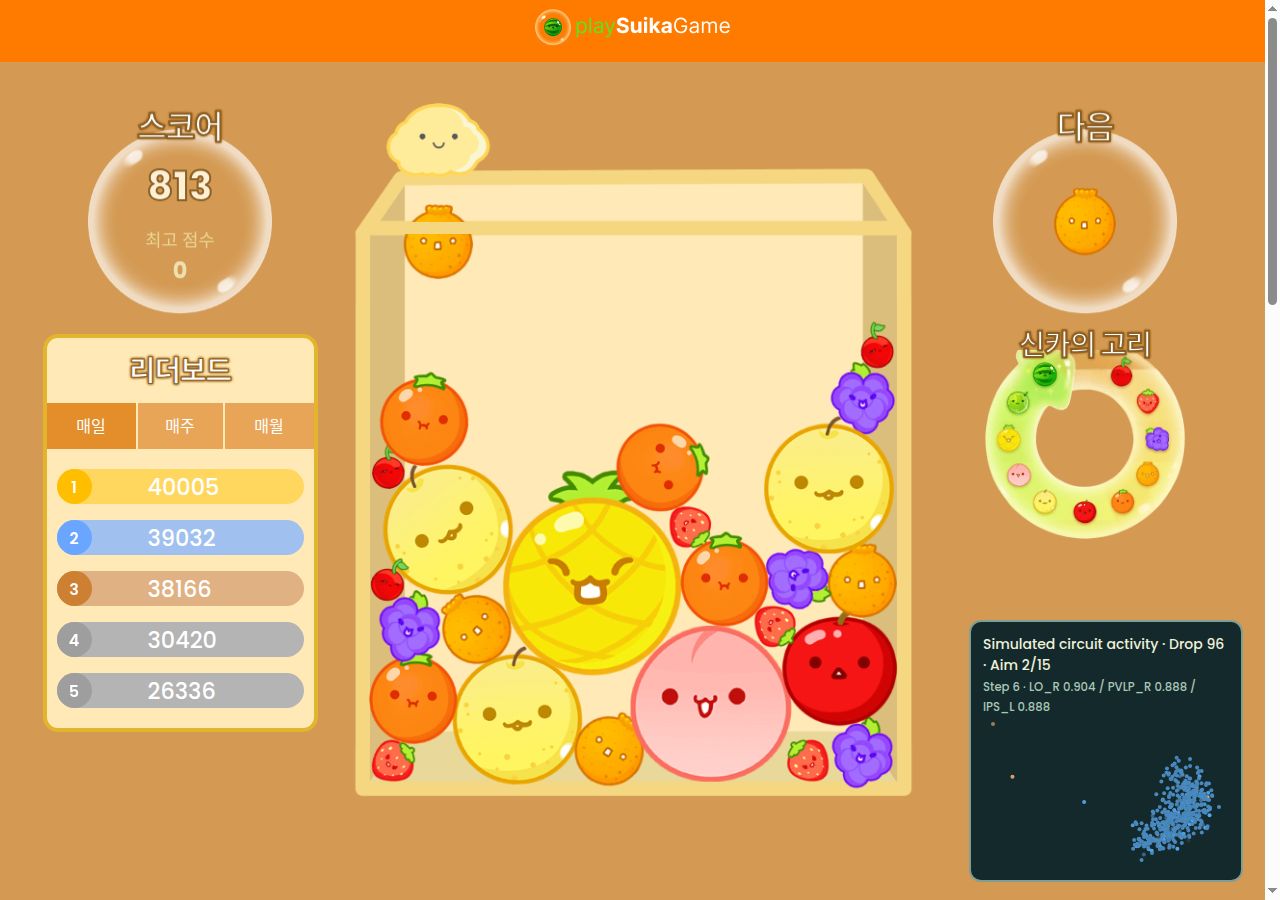 playSuikaGame
스코어
813
최고 점수
0
다음
신카의 고리
리더보드
매일 매주 매월
1 40005
2 39032
3 38166
4 30420
5 26336
Simulated circuit activity · Drop 96
· Aim 2/15
Step 6 · LO_R 0.904 / PVLP_R 0.888 /
IPS_L 0.888